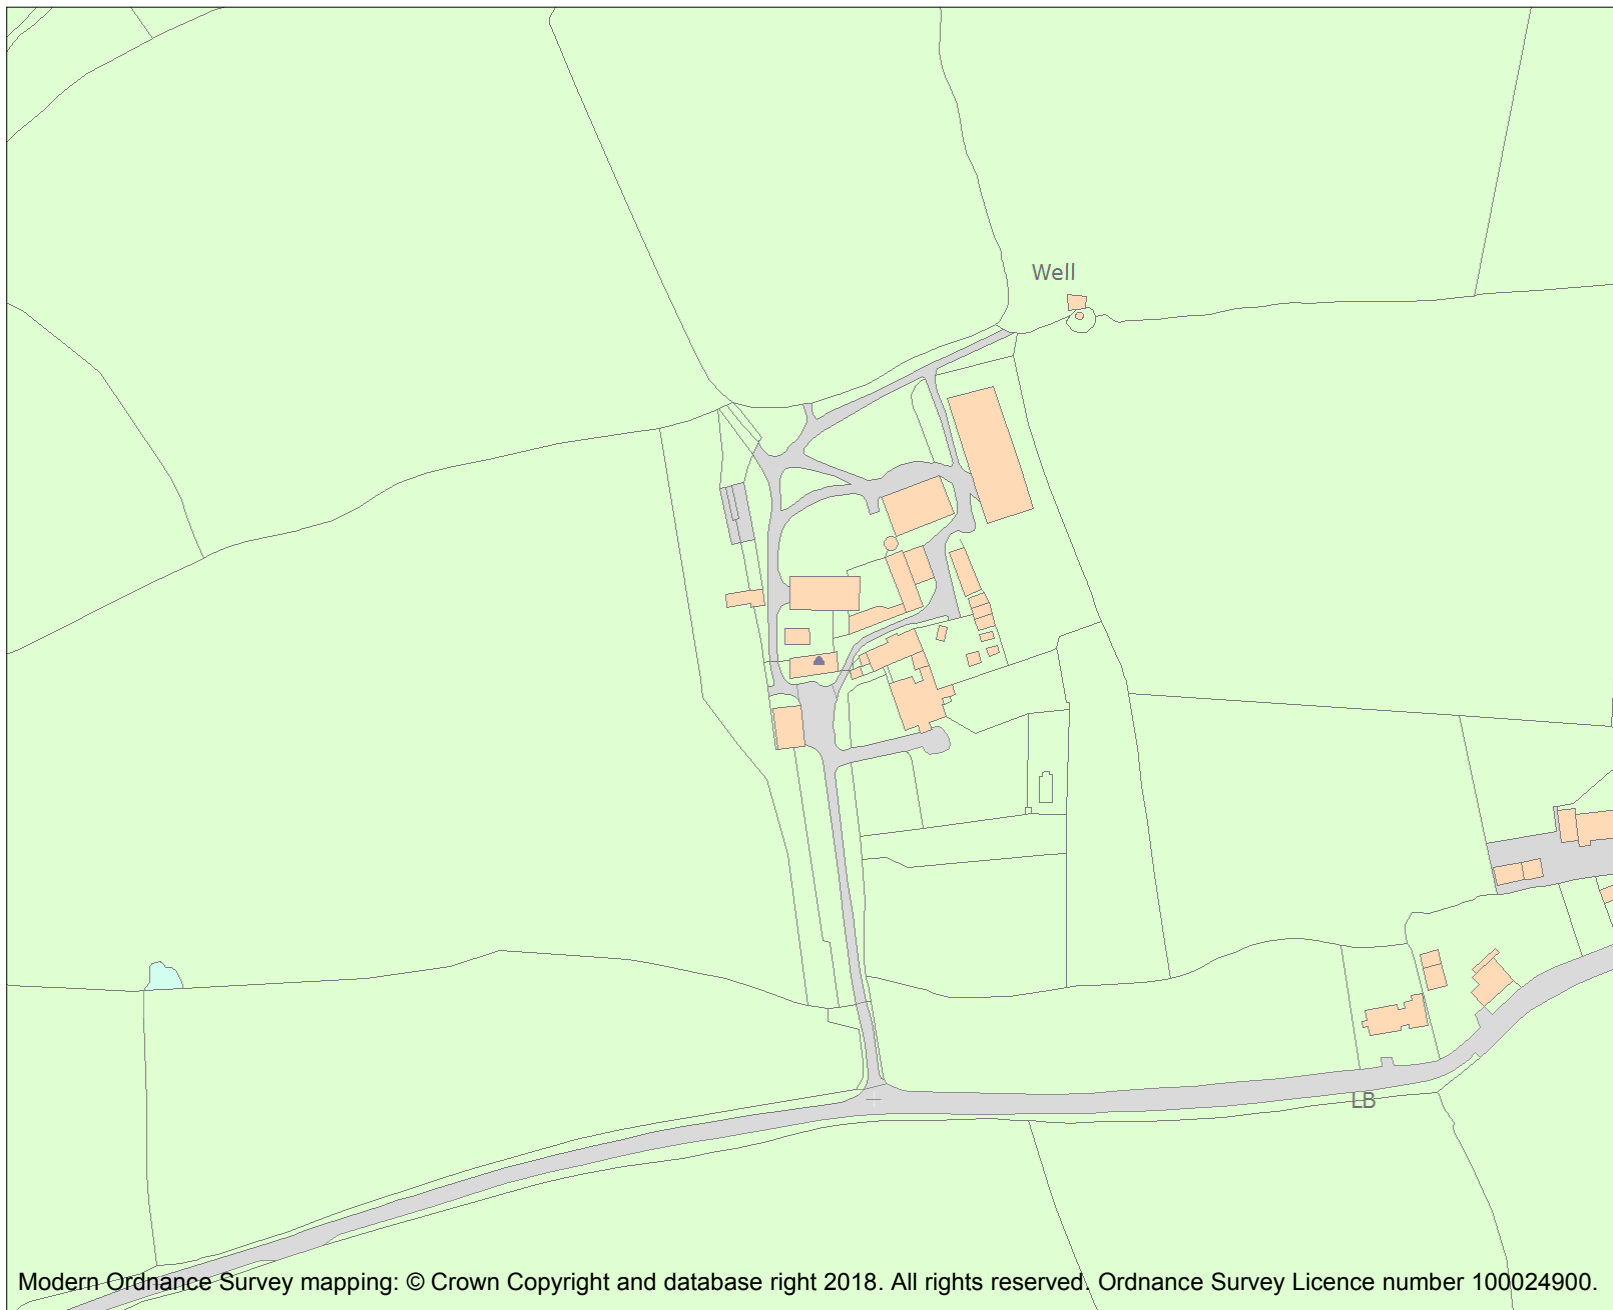 Well
LB
Modern Ordnance Survey mapping: © Crown Copyright and database right 2018. All rights reserved. Ordnance Survey Licence number 100024900.